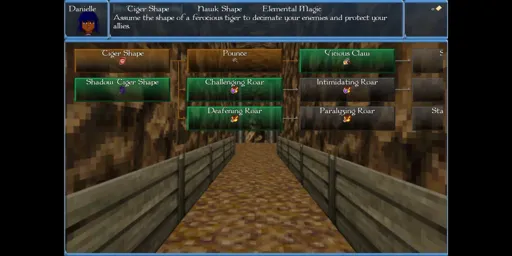 Danielle
Tiger Shape Hawk Shape Elemental Magic
Assume the shape of a ferocious tiger to decimate your enemies and protect your
allies.
Tiger Shape Pounce Vicious Claw S
Shadow Tiger Shape Challenging Roar Intimidating Roar
Deafening Roar Paralyzing Roar Sta